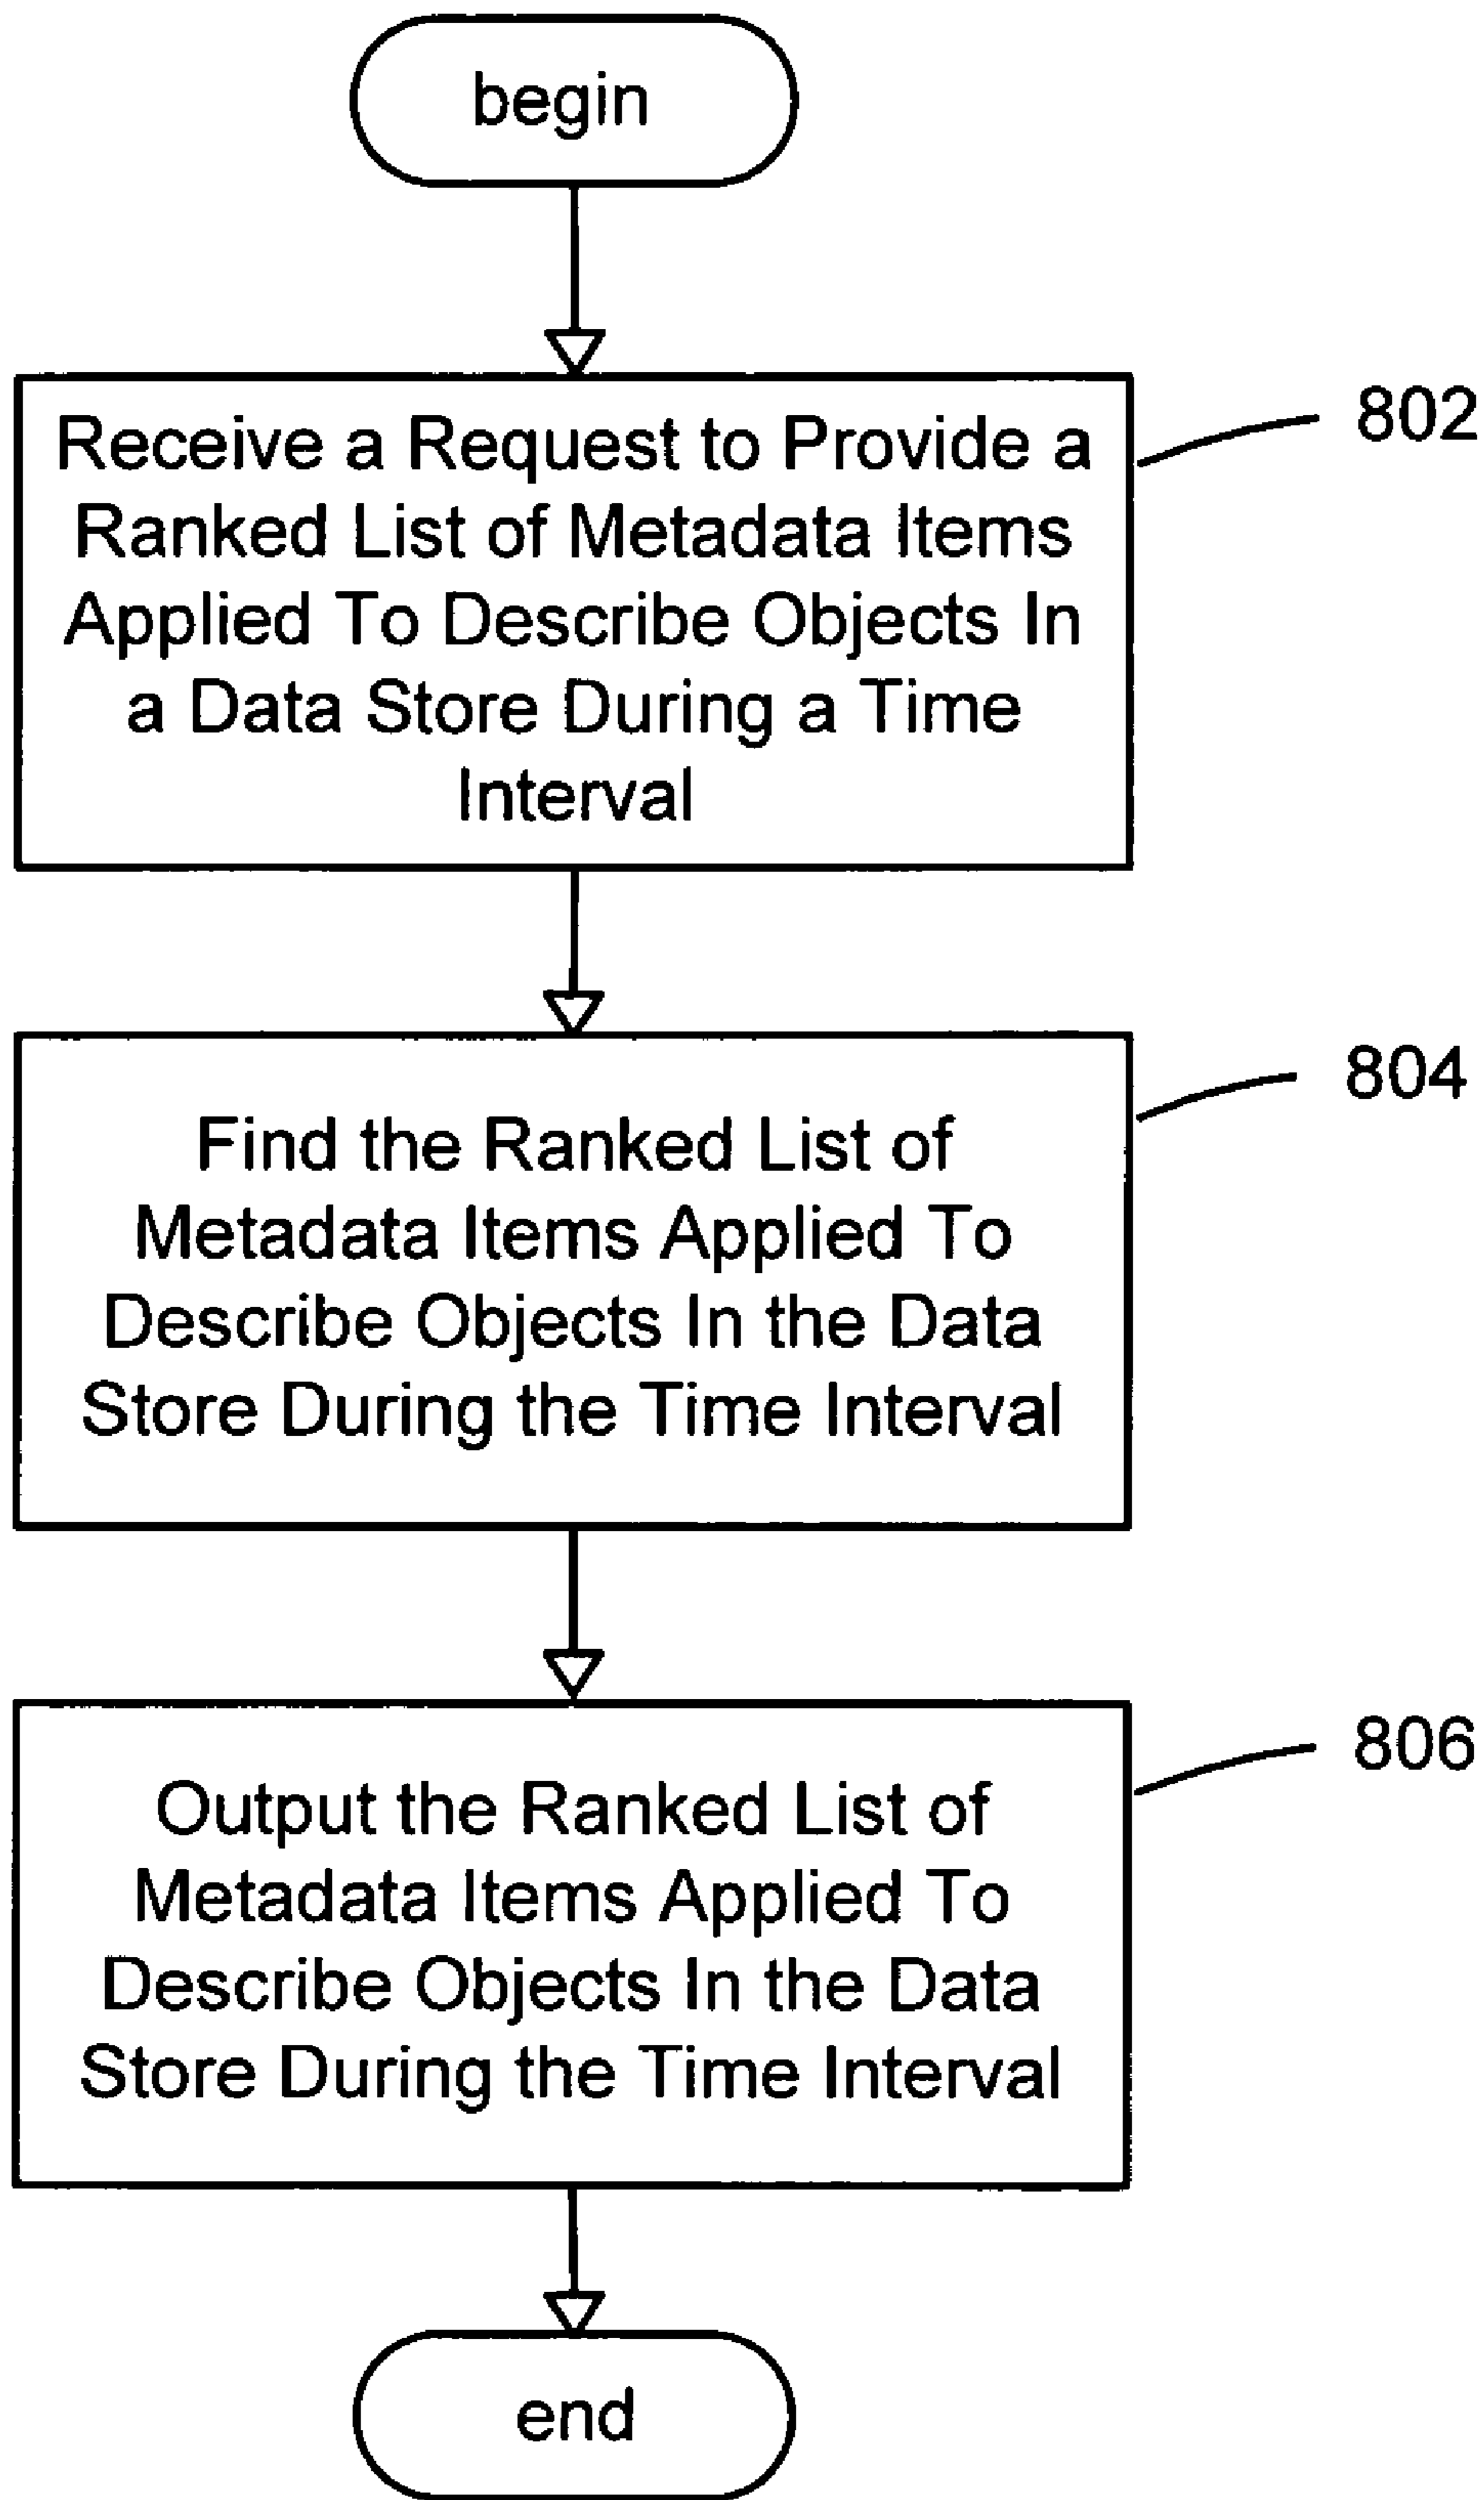 begin
Receive a Request to Provide a
Ranked List of Metadata Items
Applied To Describe Objects In
a Data Store During a Time
Interval
802
Find the Ranked List of
Metadata Items Applied To
Describe Objects In the Data
Store During the Time Interval
804
Output the Ranked List of
Metadata Items Applied To
Describe Objects In the Data
Store During the Time Interval
806
end